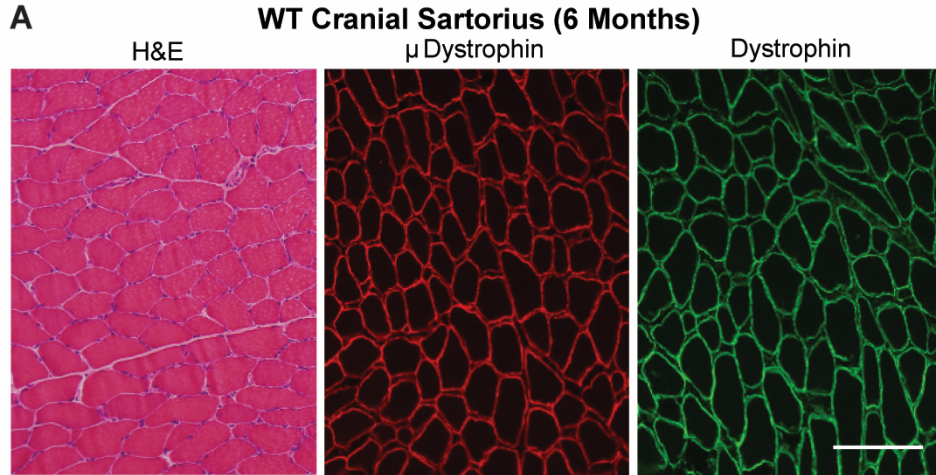 A
WT Cranial Sartorius (6 Months)
H&E
μ Dystrophin
Dystrophin